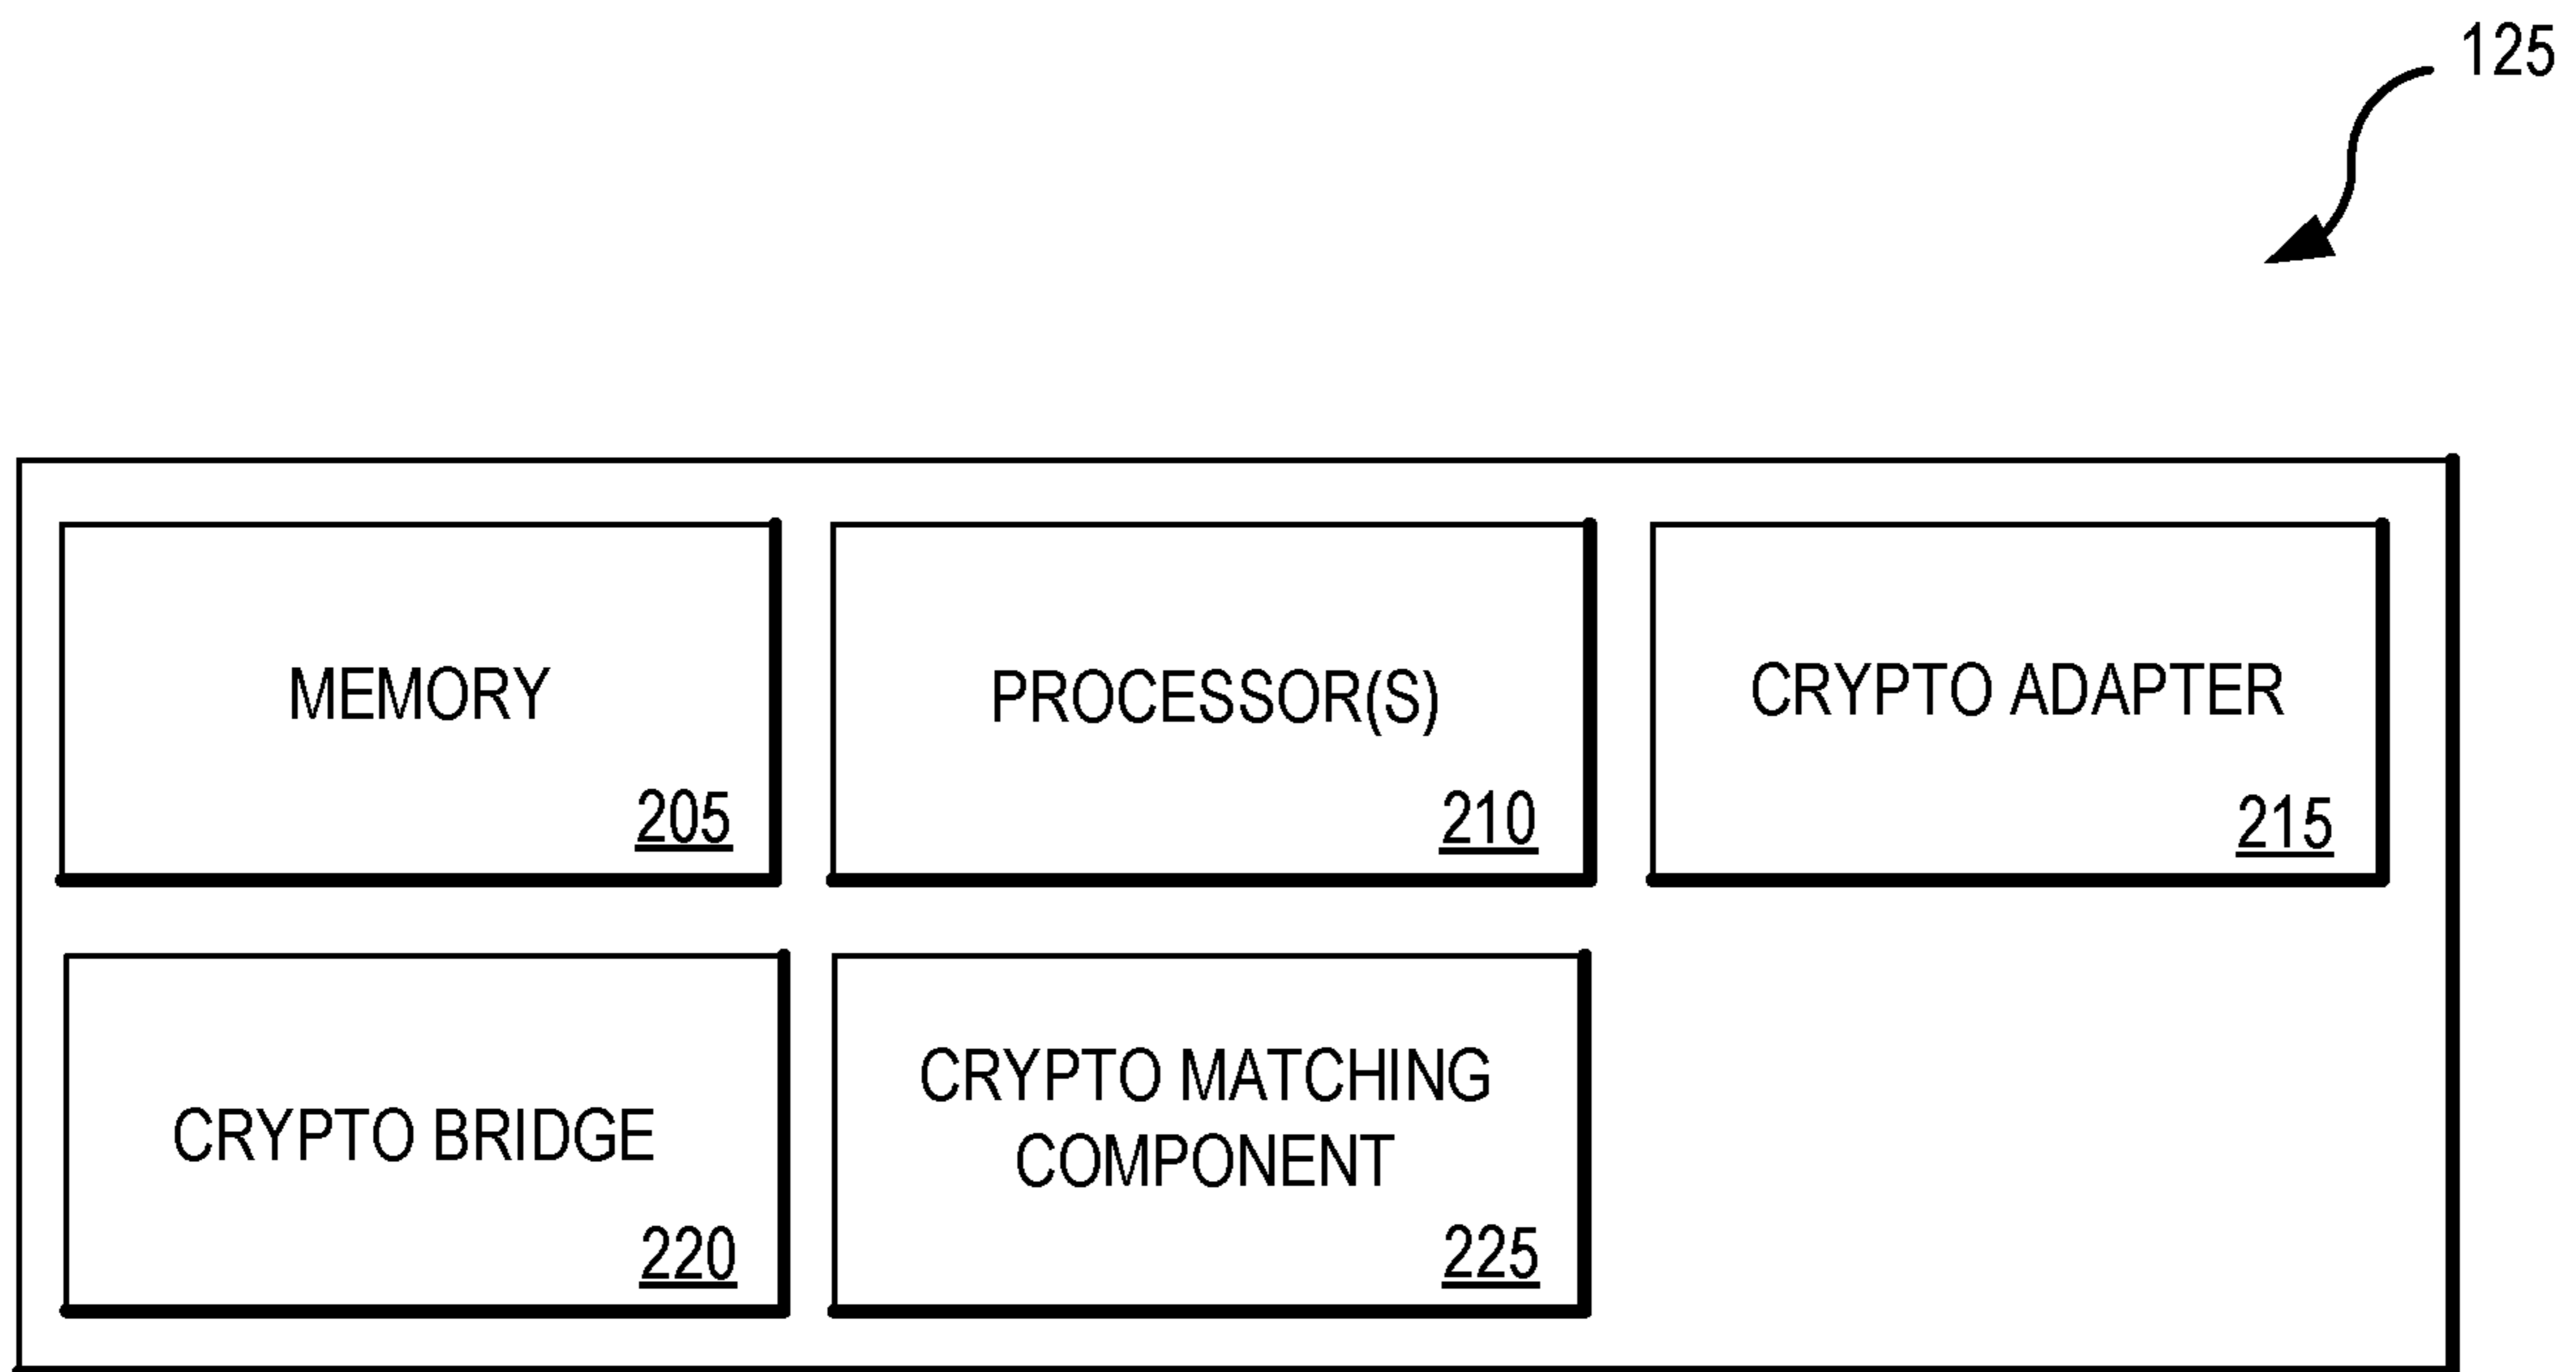 125
MEMORY
205
PROCESSOR(S)
210
CRYPTO ADAPTER
215
CRYPTO BRIDGE
220
CRYPTO MATCHING
COMPONENT
225